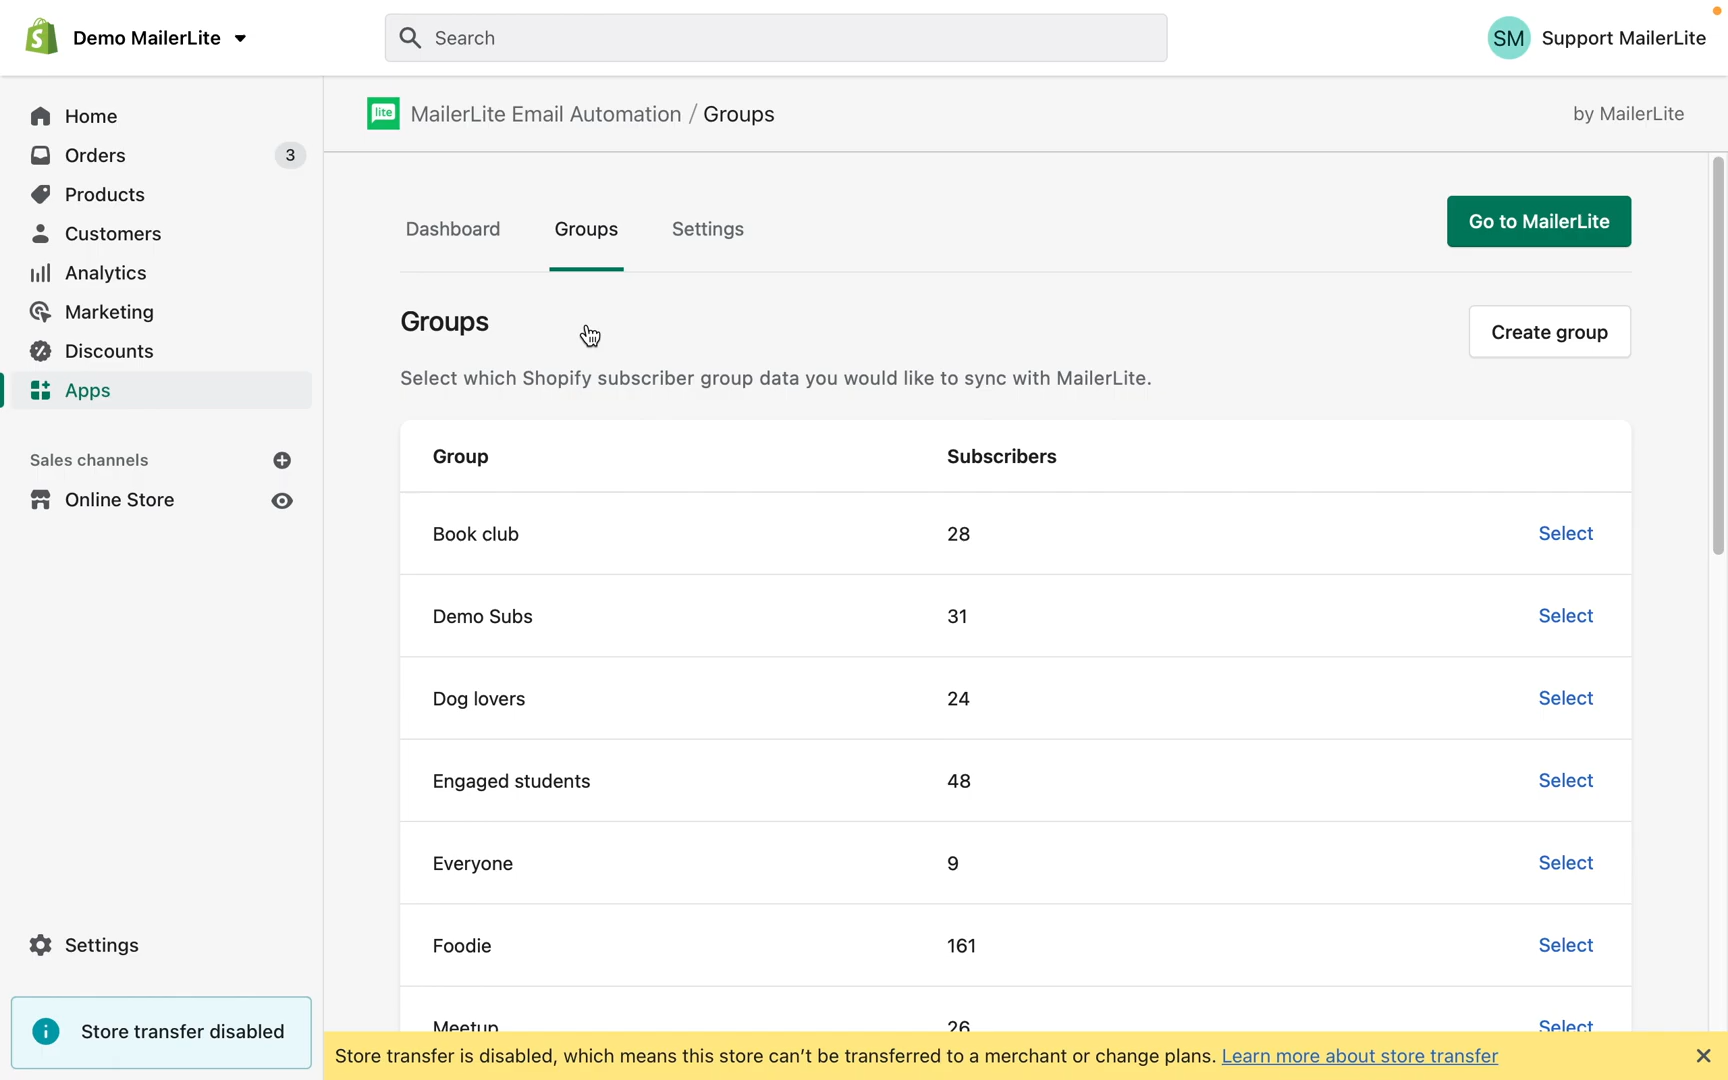 Demo MailerLite
Search
SM Support MailerLite
Home
Orders 3
Products
Customers
Analytics
Marketing
Discounts
Apps
Sales channels
Online Store
Settings
Store transfer disabled
lite MailerLite Email Automation / Groups
by MailerLite
Dashboard Groups Settings
Go to MailerLite
Groups
Create group
Select which Shopify subscriber group data you would like to sync with MailerLite.
Group Subscribers
Book club 28 Select
Demo Subs 31 Select
Dog lovers 24 Select
Engaged students 48 Select
Everyone 9 Select
Foodie 161 Select
Meetup 26 Select
Store transfer is disabled, which means this store can't be transferred to a merchant or change plans. Learn more about store transfer